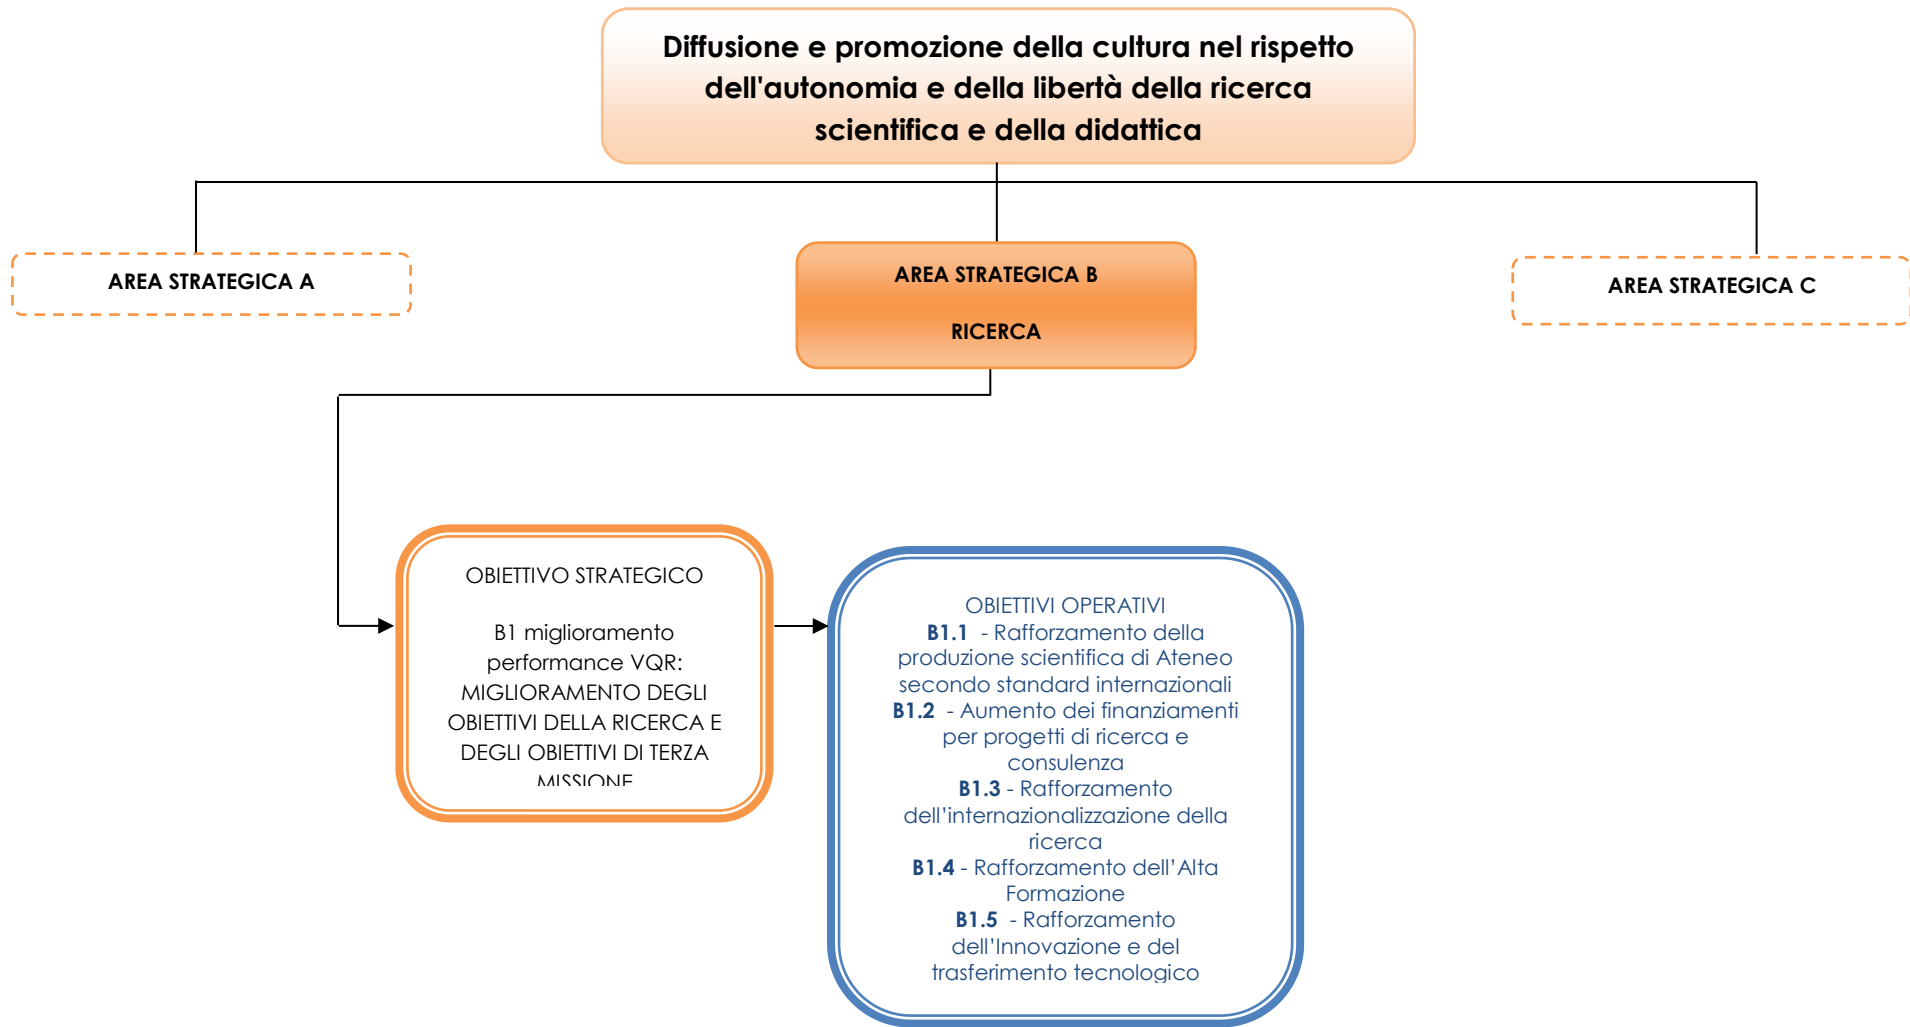 Diffusione e promozione della cultura nel rispetto
dell'autonomia e della libertà della ricerca
scientifica e della didattica
AREA STRATEGICA A
AREA STRATEGICA B
RICERCA
AREA STRATEGICA C
OBIETTIVO STRATEGICO
B1 miglioramento
performance VQR:
MIGLIORAMENTO DEGLI
OBIETTIVI DELLA RICERCA E
DEGLI OBIETTIVI DI TERZA
MISSIONE
OBIETTIVI OPERATIVI
B1.1 - Rafforzamento della
produzione scientifica di Ateneo
secondo standard internazionali
B1.2 - Aumento dei finanziamenti
per progetti di ricerca e
consulenza
B1.3 - Rafforzamento
dell’internazionalizzazione della
ricerca
B1.4 - Rafforzamento dell’Alta
Formazione
B1.5 - Rafforzamento
dell’Innovazione e del
trasferimento tecnologico